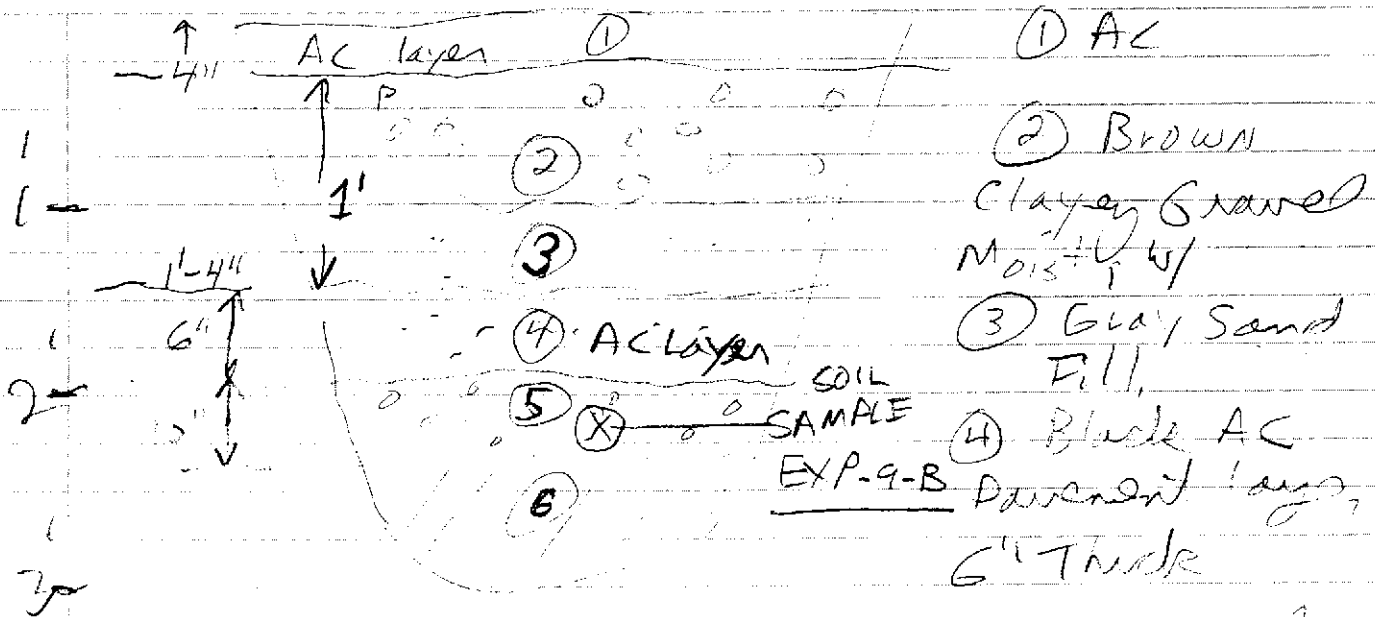 AC layer ①
4"
1
②
1 - 1'
③
1'-4"
6"
④ AC Layer
2 -
⑤
Ⓧ SOIL
SAMPLE
EXP-9-B
⑥
① AC
② Brown
Clayey Gravel
Moist, w/
③ Gray Sand
Fill,
④ Black AC
Pavement layer,
6" Thick